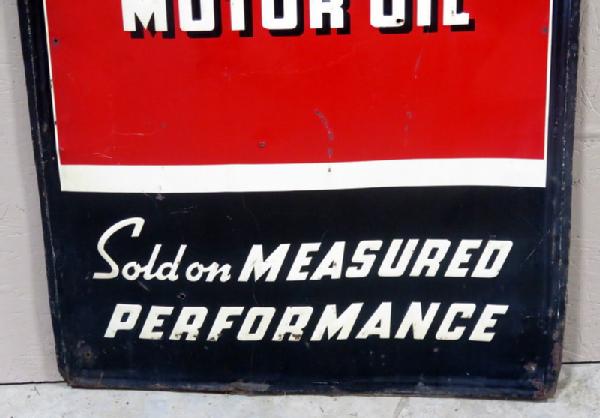 MOTOR OIL
Sold on MEASURED
PERFORMANCE